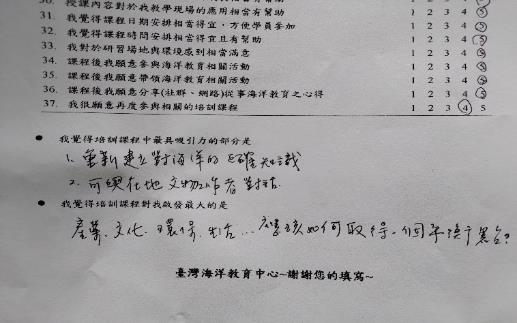 30. 授課內容對於我教學現場的應用相當有幫助 1 2 3 4 5
31. 我覺得課程日期安排相當得宜,方便學員參加 1 2 3 4 5
32. 我覺得課程時間安排相當得宜且有幫助 1 2 3 4 5
33. 我對於研習場地與環境感到相當滿意 1 2 3 4 5
34. 課程後我願意參與海洋教育相關活動 1 2 3 4 5
35. 課程後我願意帶領海洋教育相關活動 1 2 3 4 5
36. 課程後我願意分享(社群、網路)從事海洋教育之心得 1 2 3 4 5
37. 我很願意再度參與相關的培訓課程 1 2 3 4 5
● 我覺得培訓課程中最具吸引力的部分是
1. 重新建立對海洋的正確知識
2. 可與在地文物工作者對話
● 我覺得培訓課程對我啟發最大的是
產業、文化、環保、生活...應該如何取得一個平
臺灣海洋教育中心~謝謝您的填寫~